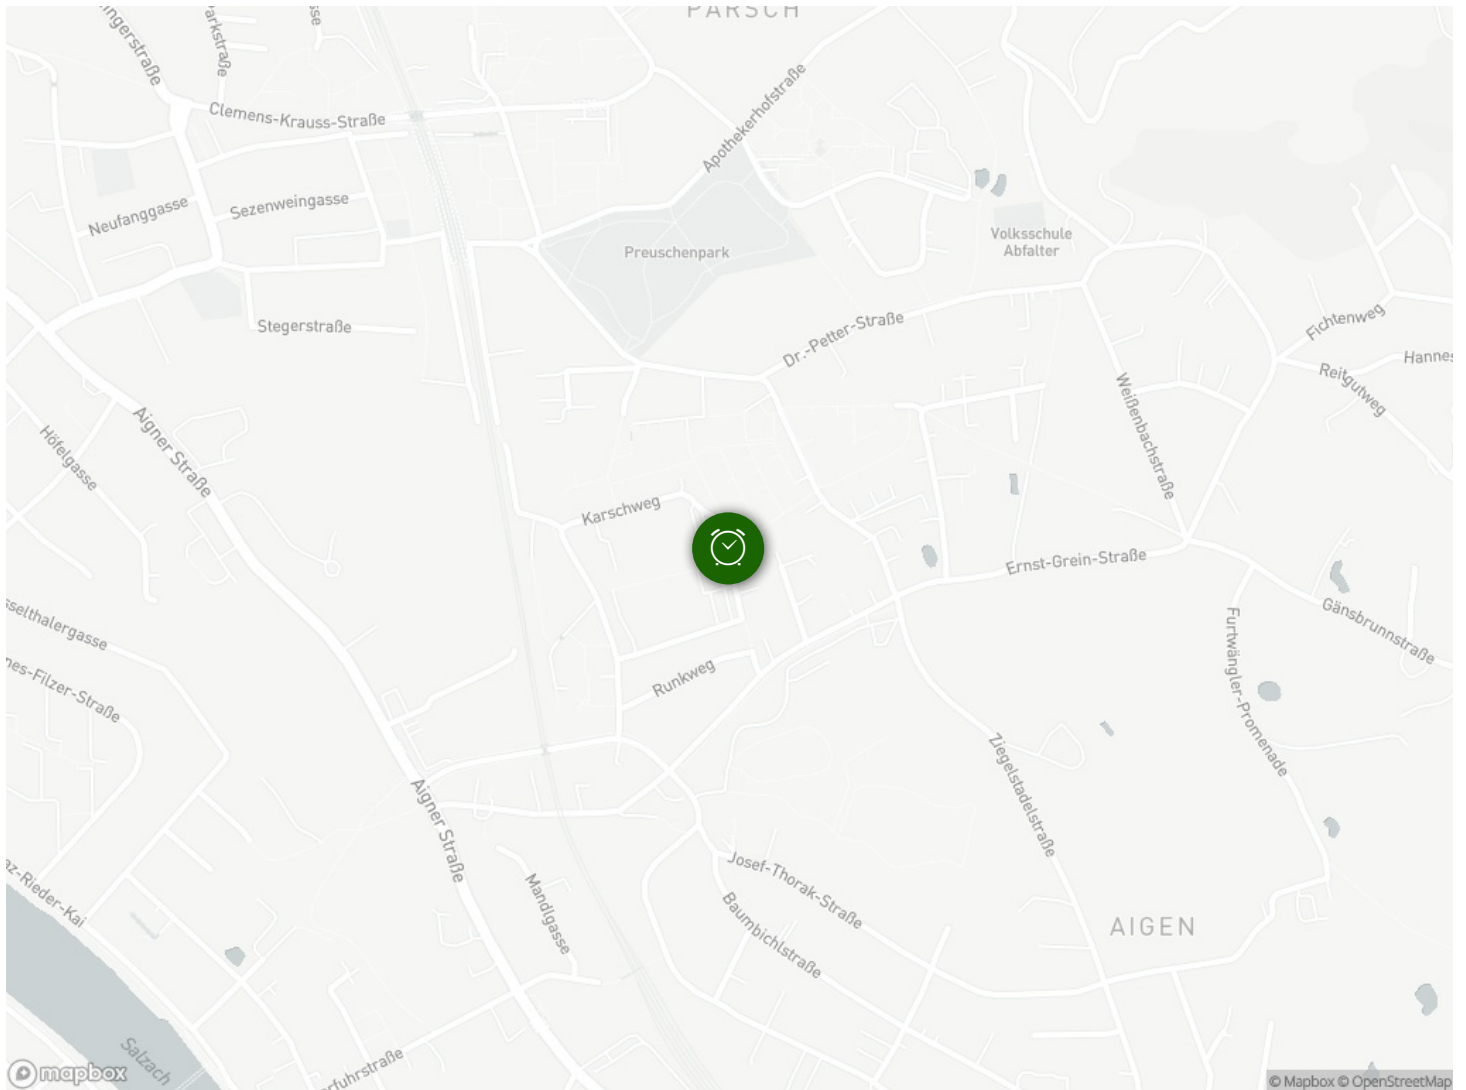 PARSCH
Clemens-Krauss-Straße
Apothekerhofstraße
Neufanggasse
Sezenweingasse
Preuschenpark
Volksschule
Abfalter
Stegerstraße
Dr.-Petter-Straße
Fichtenweg
Reitgutweg
Weißenbachstraße
Aigner Straße
Höfelgasse
Karschweg
Ernst-Grein-Straße
Gänsbrunnstraße
Furtwängler-Promenade
Runkweg
Ziegelstadelstraße
Aigner Straße
Josef-Thorak-Straße
Mandlgasse
Baumbichlstraße
AIGEN
Salzach
mapbox
© Mapbox © OpenStreetMap